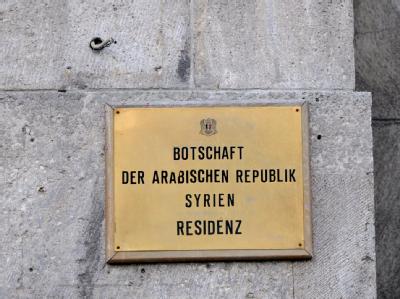 BOTSCHAFT
DER ARABISCHEN REPUBLIK
SYRIEN
RESIDENZ